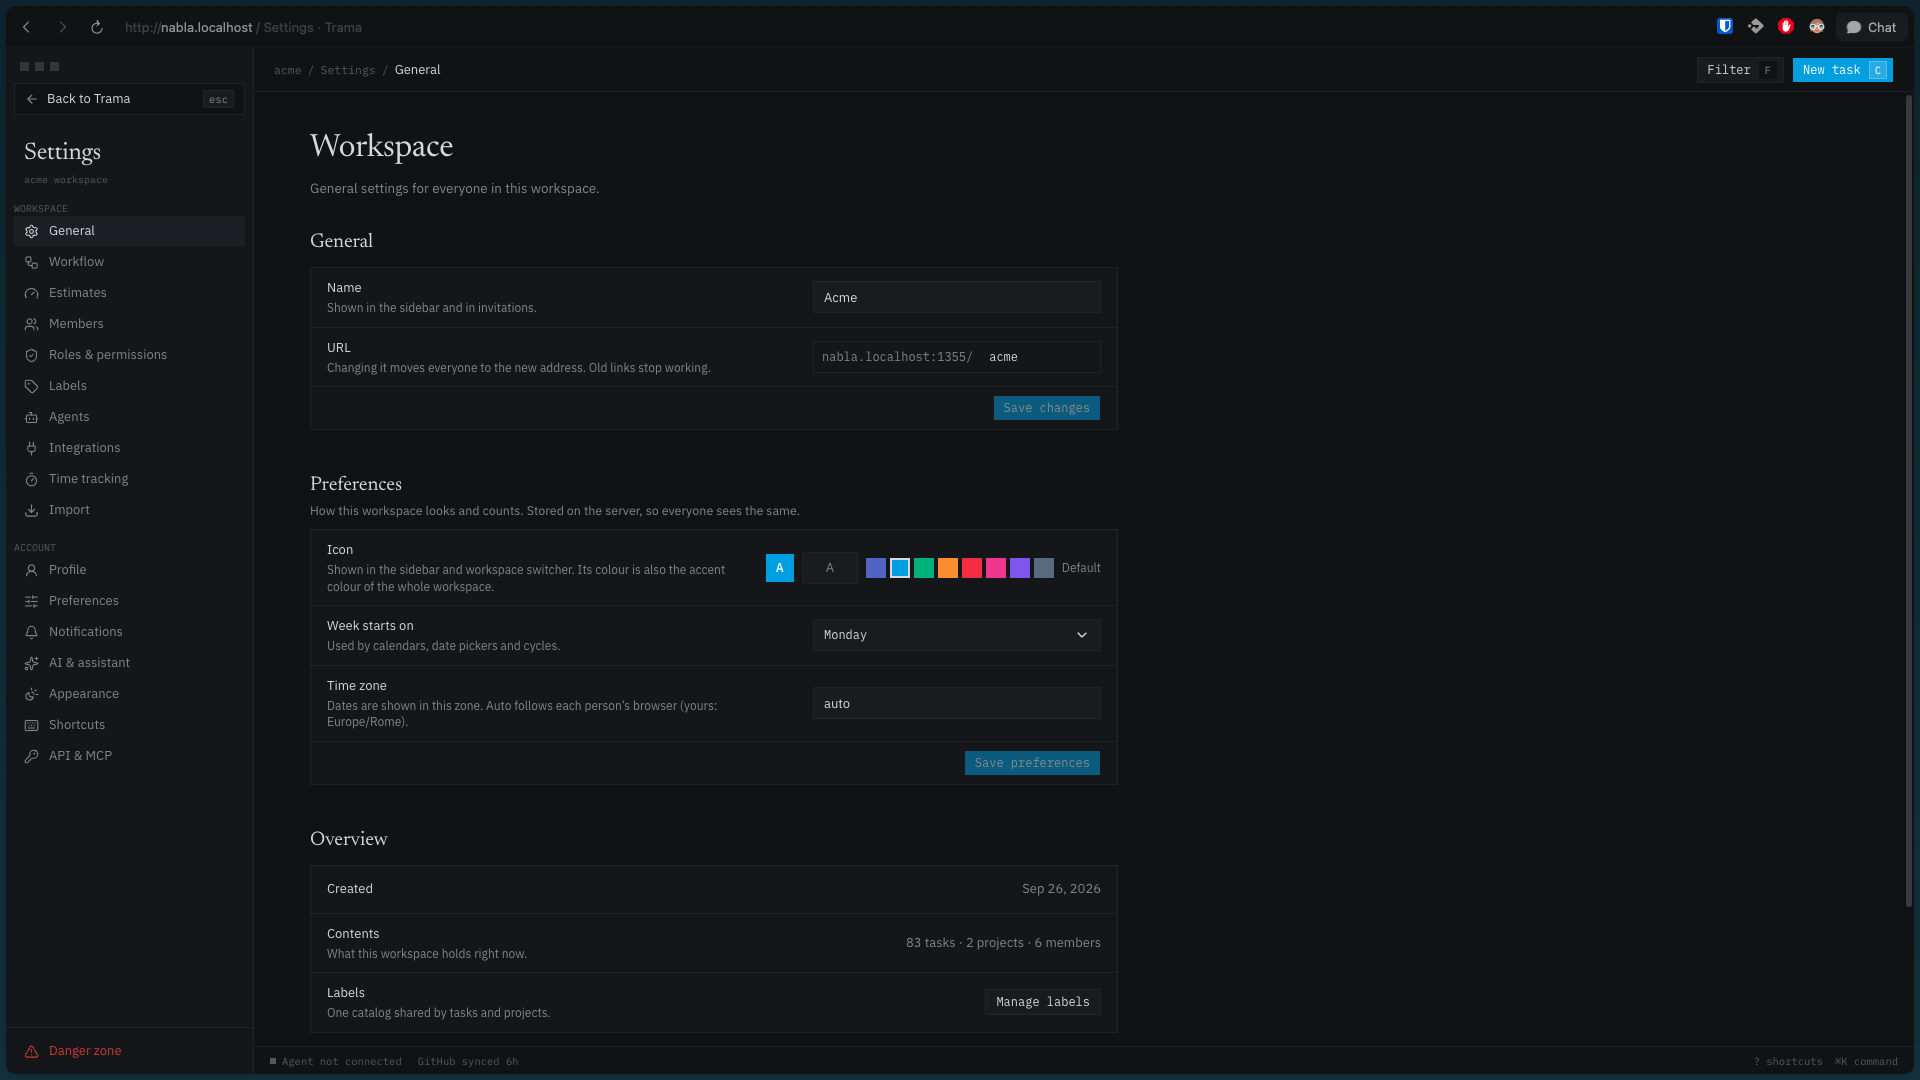 http://nabla.localhost / Settings · Trama
Chat
Back to Trama
esc
Settings
acme workspace
WORKSPACE
General
Workflow
Estimates
Members
Roles & permissions
Labels
Agents
Integrations
Time tracking
Import
ACCOUNT
Profile
Preferences
Notifications
AI & assistant
Appearance
Shortcuts
API & MCP
Danger zone
acme / Settings / General
Filter F
New task C
Workspace
General settings for everyone in this workspace.
General
Name
Shown in the sidebar and in invitations.
Acme
URL
Changing it moves everyone to the new address. Old links stop working.
nabla.localhost:1355/ acme
Save changes
Preferences
How this workspace looks and counts. Stored on the server, so everyone sees the same.
Icon
Shown in the sidebar and workspace switcher. Its colour is also the accent
colour of the whole workspace.
A
A
Default
Week starts on
Used by calendars, date pickers and cycles.
Monday
Time zone
Dates are shown in this zone. Auto follows each person's browser (yours:
Europe/Rome).
auto
Save preferences
Overview
Created
Sep 26, 2026
Contents
What this workspace holds right now.
83 tasks · 2 projects · 6 members
Labels
One catalog shared by tasks and projects.
Manage labels
Agent not connected
GitHub synced 6h
? shortcuts
⌘K command